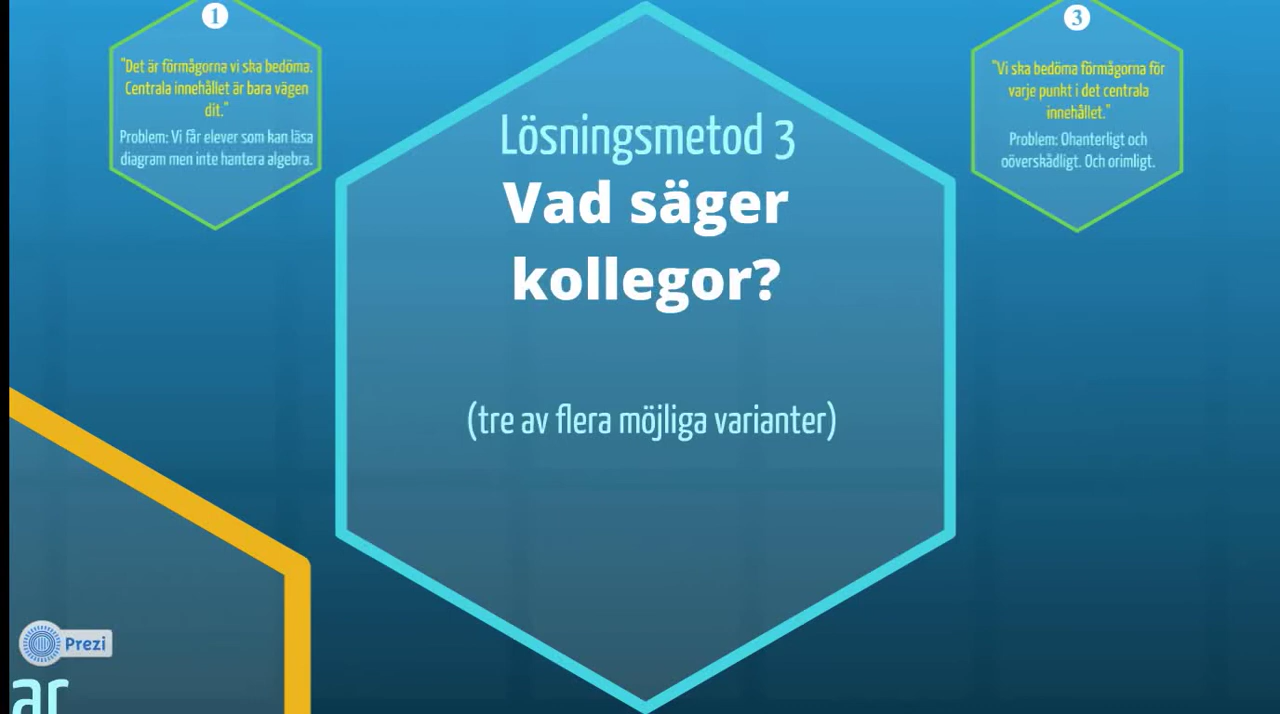 1
"Det är förmågorna vi ska bedöma.
Centrala innehållet är bara vägen
dit."
Problem: Vi får elever som kan läsa
diagram men inte hantera algebra.
Lösningsmetod 3
Vad säger
kollegor?
(tre av flera möjliga varianter)
3
"Vi ska bedöma förmågorna för
varje punkt i det centrala
innehållet."
Problem: Ohanterligt och
oöverskådligt. Och orimligt.
Prezi
ar